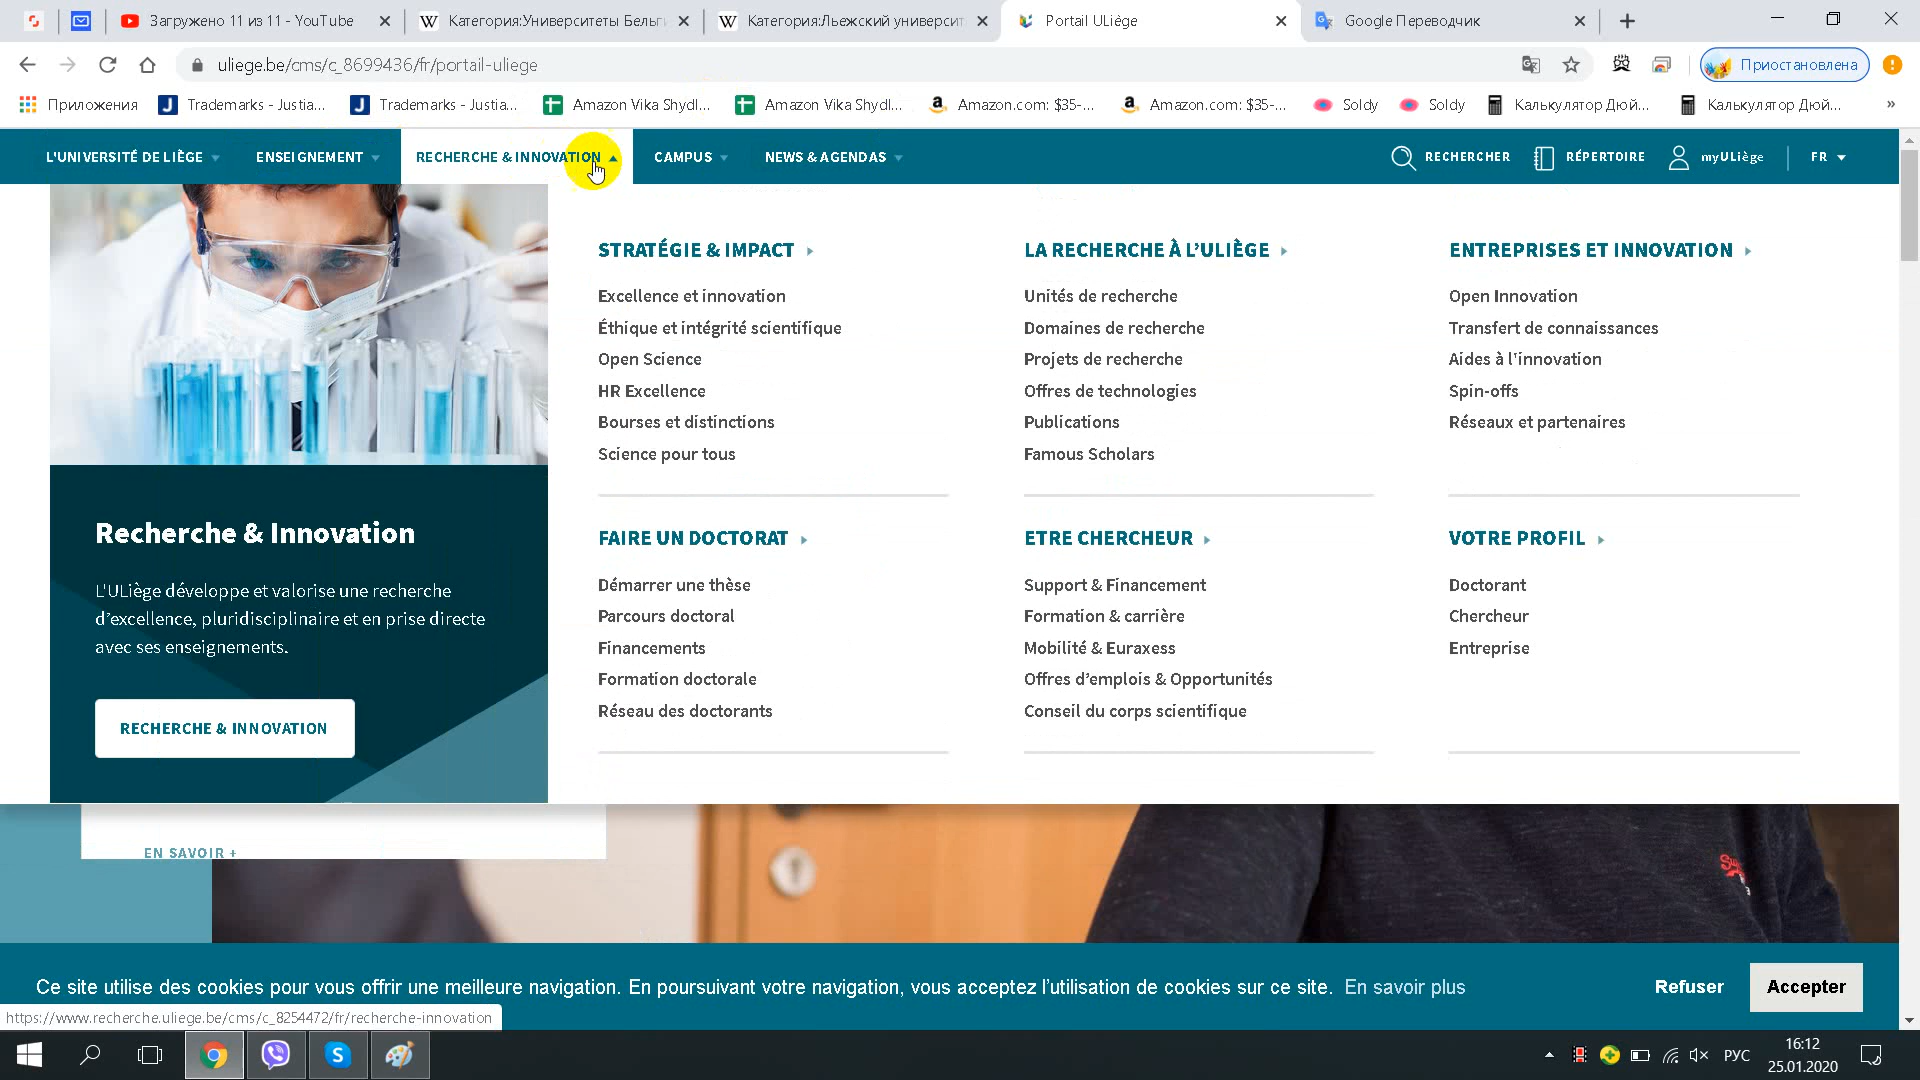 Загружено 11 из 11 - YouTube
Категория:Университеты Бельги
Категория:Льежский университ
Portail ULiège
Google Переводчик
uliege.be/cms/c_8699436/fr/portail-uliege
Приостановлена
Приложения
Trademarks - Justia...
Trademarks - Justia...
Amazon Vika Shydl...
Amazon Vika Shydl...
Amazon.com: $35-...
Amazon.com: $35-...
Soldy
Soldy
Калькулятор Дюй...
Калькулятор Дюй...
»
L'UNIVERSITÉ DE LIÈGE
ENSEIGNEMENT
RECHERCHE & INNOVATION
CAMPUS
NEWS & AGENDAS
RECHERCHER
RÉPERTOIRE
myULiège
FR
STRATÉGIE & IMPACT
Excellence et innovation
Éthique et intégrité scientifique
Open Science
HR Excellence
Bourses et distinctions
Science pour tous
LA RECHERCHE À L'ULIÈGE
Unités de recherche
Domaines de recherche
Projets de recherche
Offres de technologies
Publications
Famous Scholars
ENTREPRISES ET INNOVATION
Open Innovation
Transfert de connaissances
Aides à l'innovation
Spin-offs
Réseaux et partenaires
Recherche & Innovation
L'ULiège développe et valorise une recherche
d'excellence, pluridisciplinaire et en prise directe
avec ses enseignements.
RECHERCHE & INNOVATION
FAIRE UN DOCTORAT
Démarrer une thèse
Parcours doctoral
Financements
Formation doctorale
Réseau des doctorants
ETRE CHERCHEUR
Support & Financement
Formation & carrière
Mobilité & Euraxess
Offres d'emplois & Opportunités
Conseil du corps scientifique
VOTRE PROFIL
Doctorant
Chercheur
Entreprise
EN SAVOIR +
Ce site utilise des cookies pour vous offrir une meilleure navigation. En poursuivant votre navigation, vous acceptez l'utilisation de cookies sur ce site. En savoir plus
Refuser
Accepter
https://www.recherche.uliege.be/cms/c_8254472/fr/recherche-innovation
РУС
16:12
25.01.2020